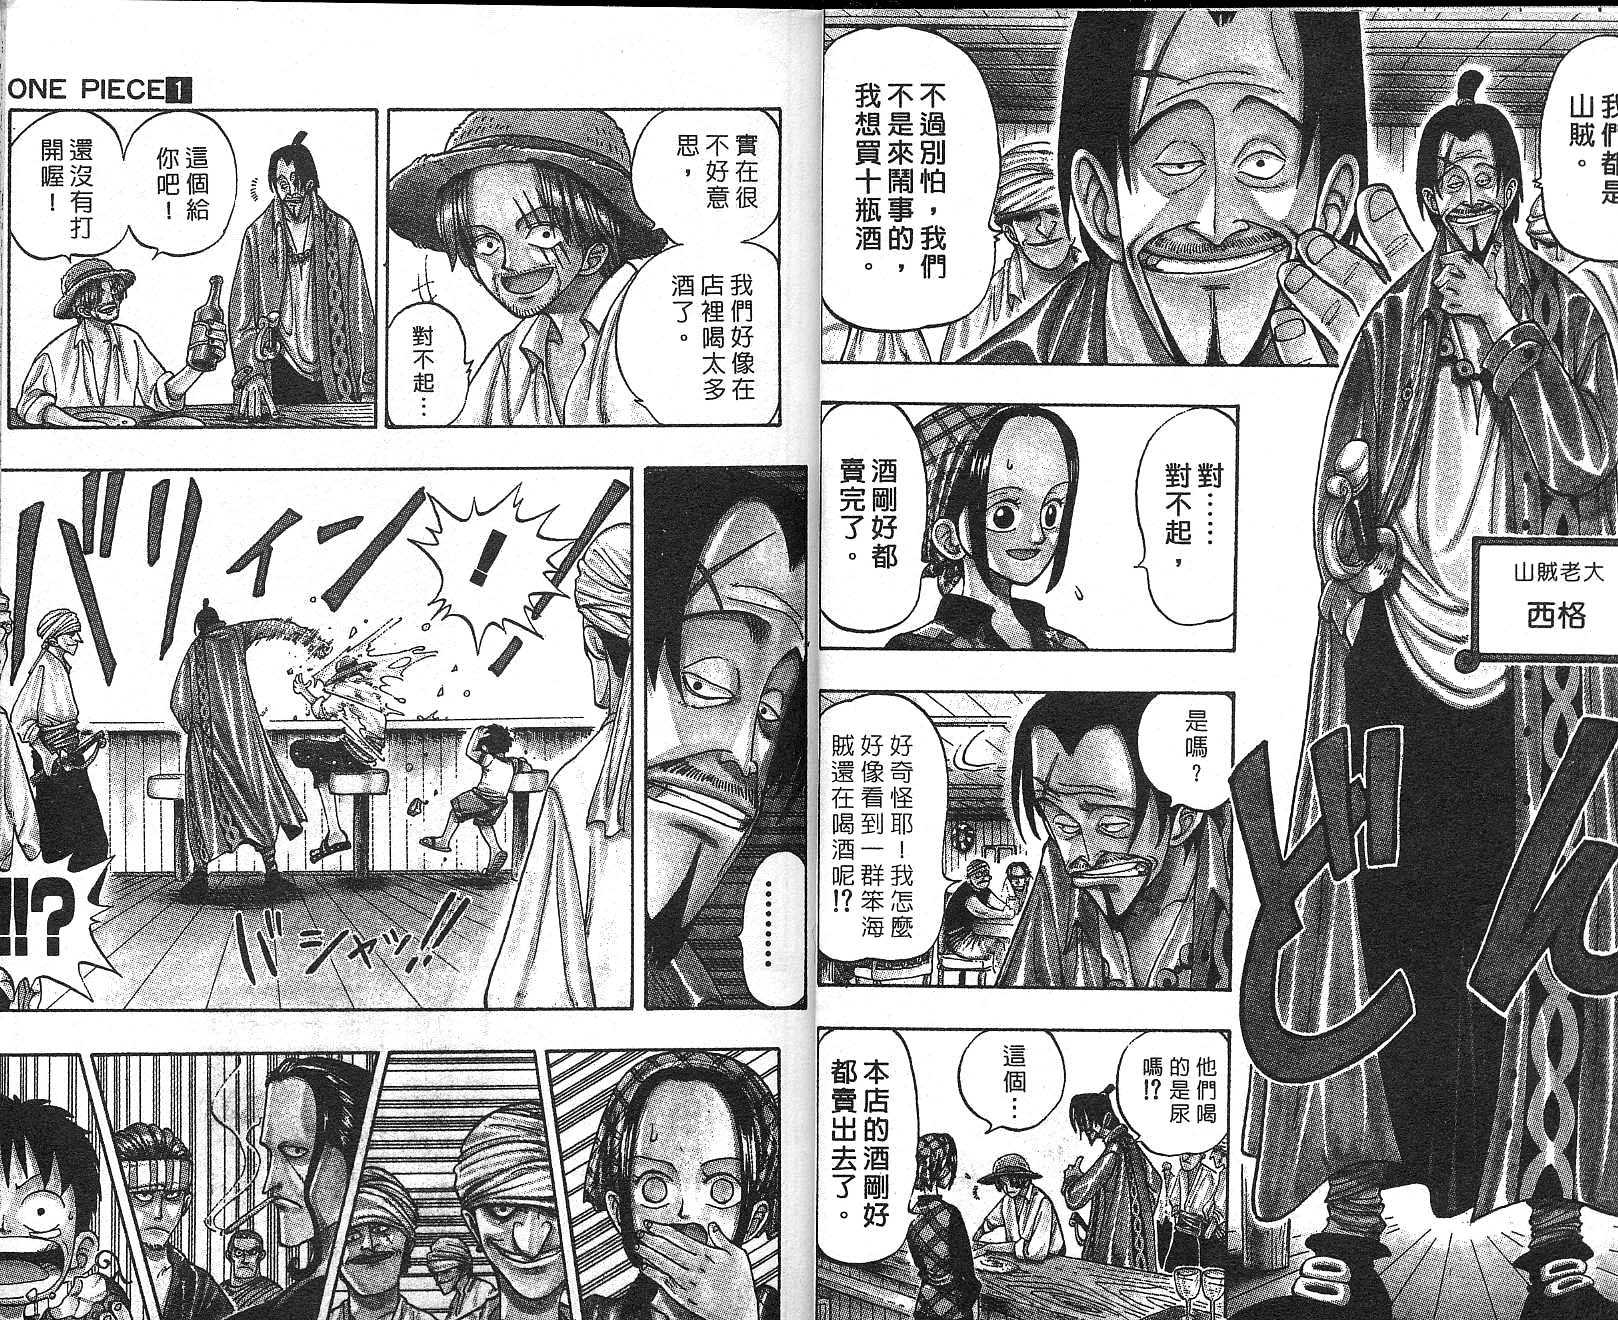 我們都是
山賊。
不過別怕，我們
不是來鬧事的，
我想買十瓶酒。
山賊老大
西格
どん
對……
對不起，
酒剛好都
賣完了。
是嗎？
好奇怪耶！我怎麼
好像看到一群笨海
賊還在喝酒呢!?
他們喝
的是尿
嗎!?
這個…
本店的酒剛好
都賣出去了。
ONE PIECE 1
實在很
不好意
思，
我們好像在
店裡喝太多
酒了。
對不起…
這個給
你吧！
還沒有打
開喔！
………
！
バリィン！！
バシャッ!!
!!!?